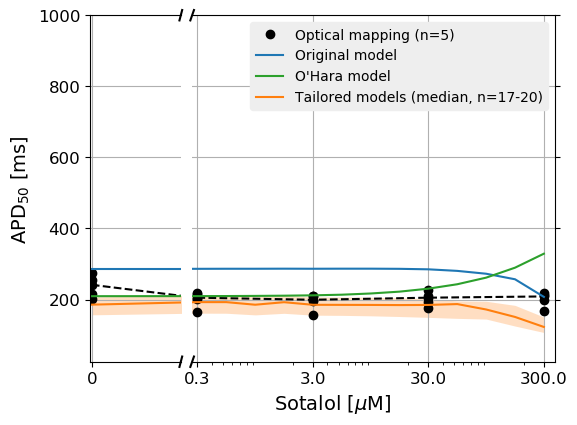 1000
800
600
400
200
APD50 [ms]
Optical mapping (n=5)
Original model
O'Hara model
Tailored models (median, n=17-20)
0
0.3
3.0
30.0
300.0
Sotalol [μM]